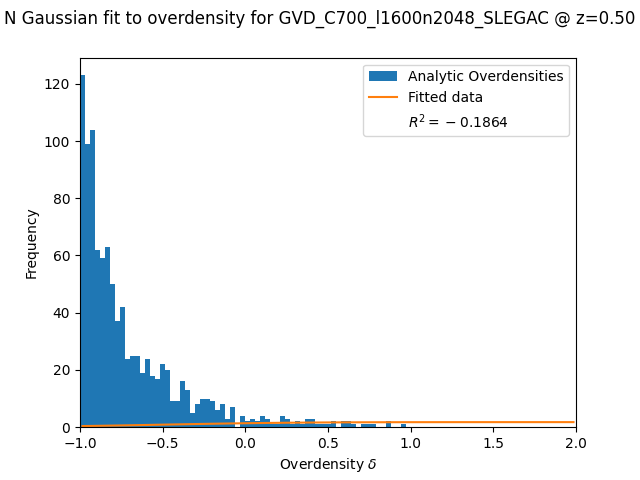 N Gaussian fit to overdensity for GVD_C700_l1600n2048_SLEGAC @ z=0.50
Analytic Overdensities
Fitted data
R² = − 0.1864
Frequency
120
100
80
60
40
20
0
−1.0 −0.5 0.0 0.5 1.0 1.5 2.0
Overdensity δ